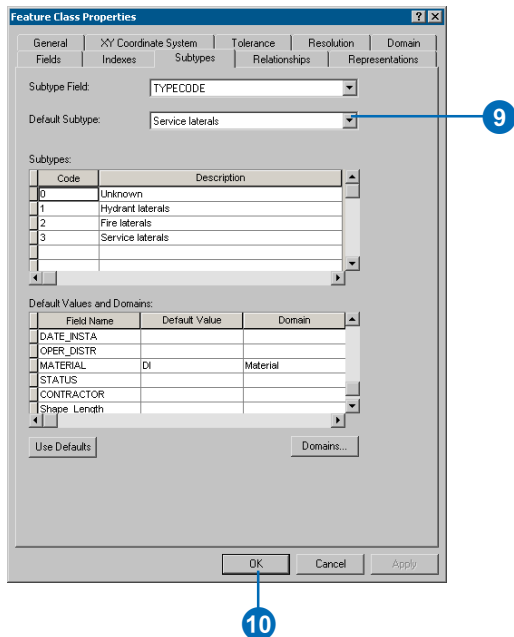 Feature Class Properties
General XY Coordinate System Tolerance Resolution Domain
Fields Indexes Subtypes Relationships Representations
Subtype Field: TYPECODE
Default Subtype: Service laterals
9
Subtypes:
Code Description
0 Unknown
1 Hydrant laterals
2 Fire laterals
3 Service laterals
Default Values and Domains:
Field Name Default Value Domain
DATE_INSTA
OPER_DISTR
MATERIAL DI Material
STATUS
CONTRACTOR
Shape_Length
Use Defaults Domains...
OK Cancel Apply
10